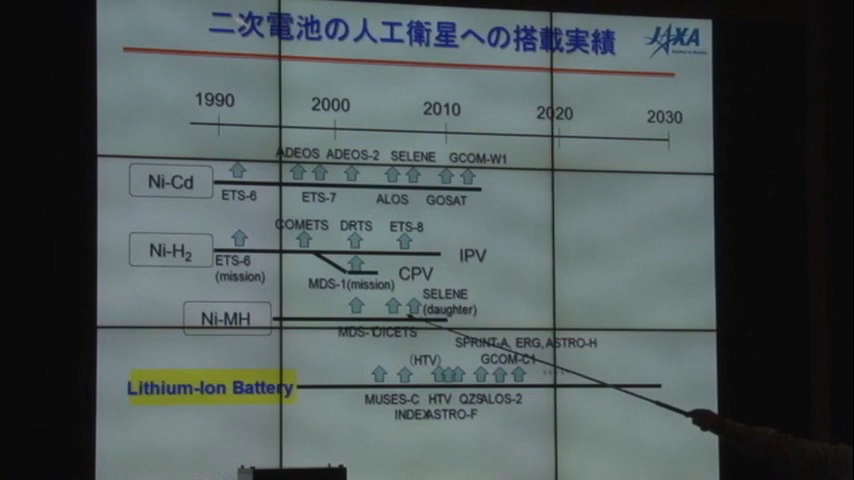 二次電池の人工衛星への搭載実績
JAXA
1990 2000 2010 2020 2030
ADEOS ADEOS-2 SELENE GCOM-W1
Ni-Cd
ETS-6 ETS-7 ALOS GOSAT
COMETS DRTS ETS-8
Ni-H2 IPV
ETS-6 CPV
(mission) MDS-1(mission)
SELENE
(daughter)
Ni-MH
MDS-1 OICETS
SPRINT-A, ERG, ASTRO-H
(HTV) GCOM-C1
Lithium-Ion Battery
MUSES-C HTV QZS ALOS-2
INDEX ASTRO-F